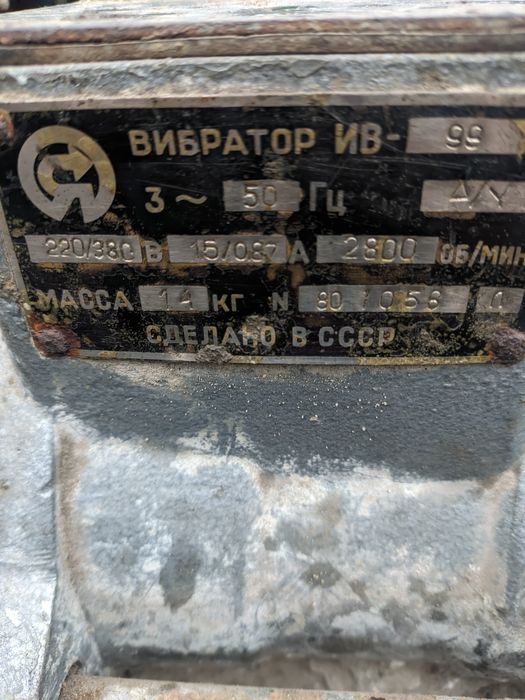 ВИБРАТОР ИВ- 99
3 ~ 50 Гц Δ/Y
220/380 В 1,5/0,87 А 2800 об/мин
МАССА 14 кг N 80 1056 Д
СДЕЛАНО В СССР